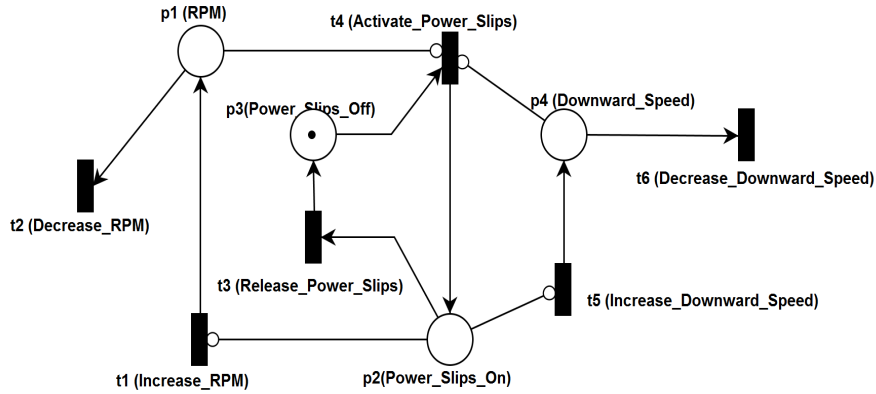 p1 (RPM)
t4 (Activate_Power_Slips)
p3(Power_Slips_Off)
p4 (Downward_Speed)
t6 (Decrease_Downward_Speed)
t2 (Decrease_RPM)
t3 (Release_Power_Slips)
t5 (Increase_Downward_Speed)
t1 (Increase_RPM)
p2(Power_Slips_On)